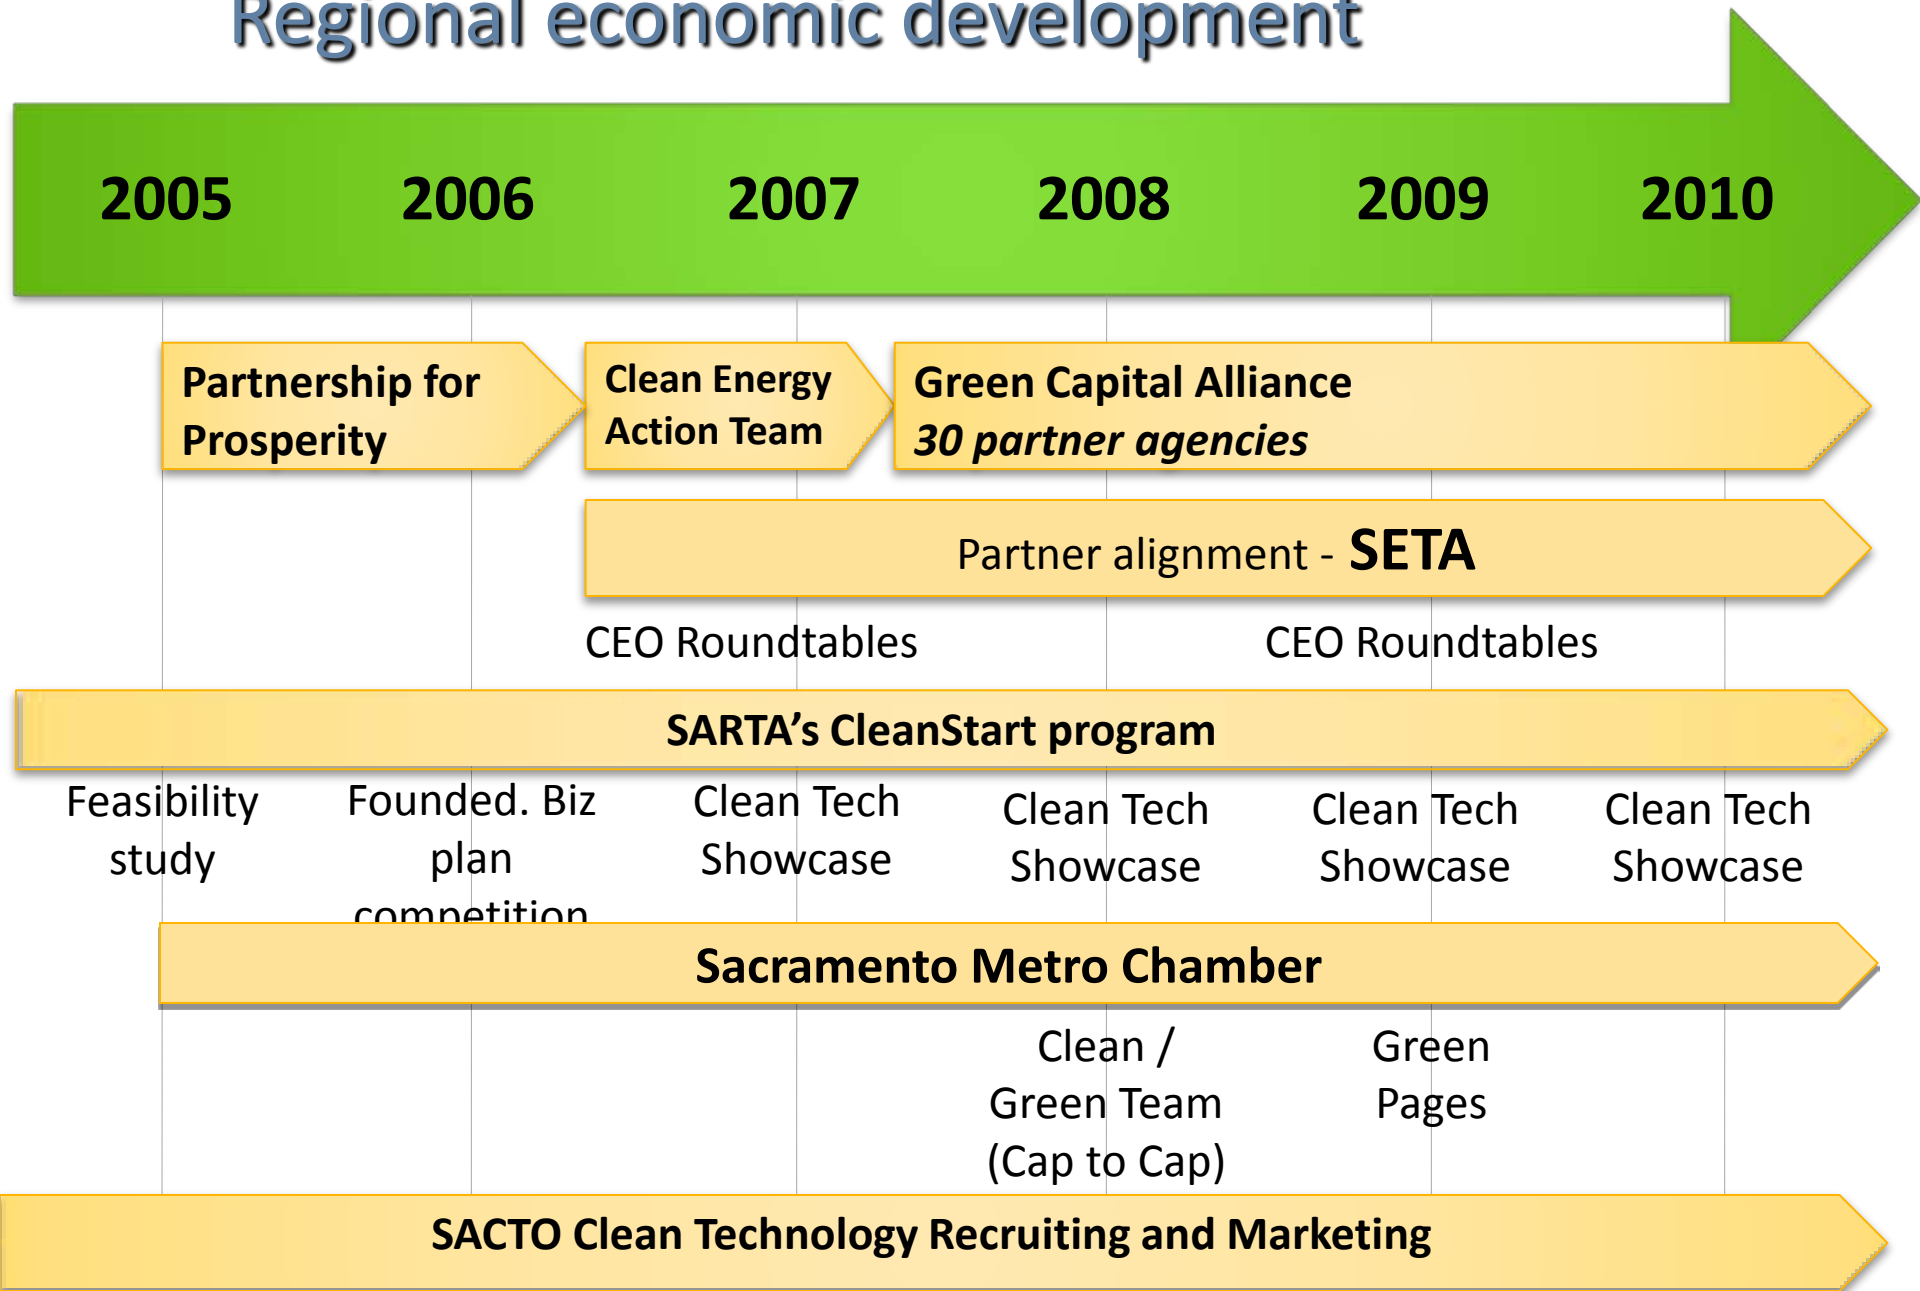 Regional economic development
2005 2006 2007 2008 2009 2010
Partnership for
Prosperity
Clean Energy
Action Team
Green Capital Alliance
30 partner agencies
Partner alignment - SETA
CEO Roundtables CEO Roundtables
SARTA’s CleanStart program
Feasibility
study
Founded. Biz
plan
competition
Clean Tech
Showcase
Clean Tech
Showcase
Clean Tech
Showcase
Clean Tech
Showcase
Sacramento Metro Chamber
Clean /
Green Team
(Cap to Cap)
Green
Pages
SACTO Clean Technology Recruiting and Marketing